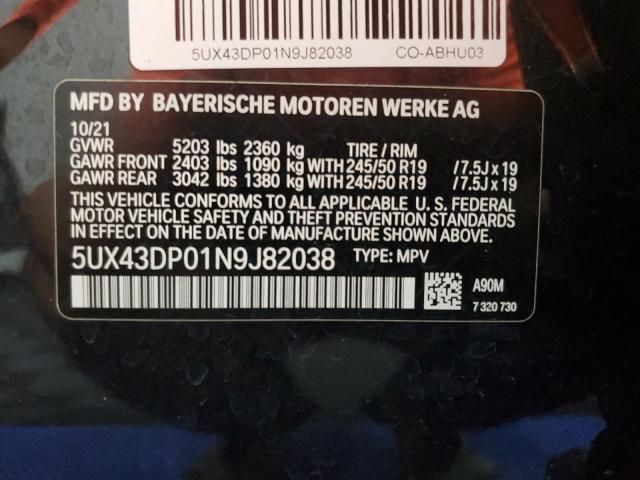 5UX43DP01N9J82038 CO-ABHU03
MFD BY BAYERISCHE MOTOREN WERKE AG
10/21
GVWR 5203 lbs 2360 kg TIRE / RIM
GAWR FRONT 2403 lbs 1090 kg WITH 245/50 R19 / 7.5J x 19
GAWR REAR 3042 lbs 1380 kg WITH 245/50 R19 / 7.5J x 19
THIS VEHICLE CONFORMS TO ALL APPLICABLE U. S. FEDERAL
MOTOR VEHICLE SAFETY AND THEFT PREVENTION STANDARDS
IN EFFECT ON THE DATE OF MANUFACTURE SHOWN ABOVE.
5UX43DP01N9J82038 TYPE: MPV
A90M
7 320 730